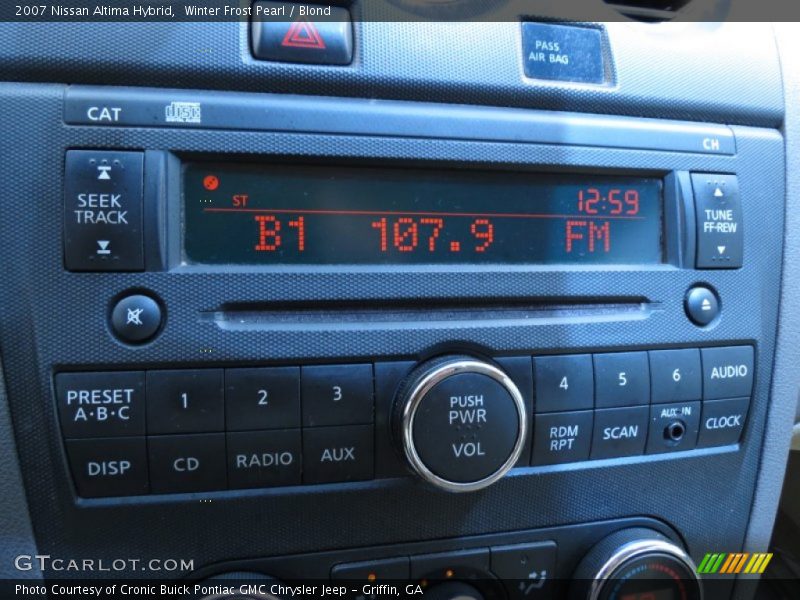 2007 Nissan Altima Hybrid,  Winter Frost Pearl / Blond
PASS
AIR BAG
CAT
disc
DIGITAL AUDIO
CH
SEEK
TRACK
ST
12:59
B1 107.9 FM
TUNE
FF-REW
PRESET
A·B·C
1
2
3
PUSH
PWR
VOL
4
5
6
AUDIO
DISP
CD
RADIO
AUX
RDM
RPT
SCAN
AUX IN
CLOCK
GTCARLOT.COM
Photo Courtesy of Cronic Buick Pontiac GMC Chrysler Jeep – Griffin, GA